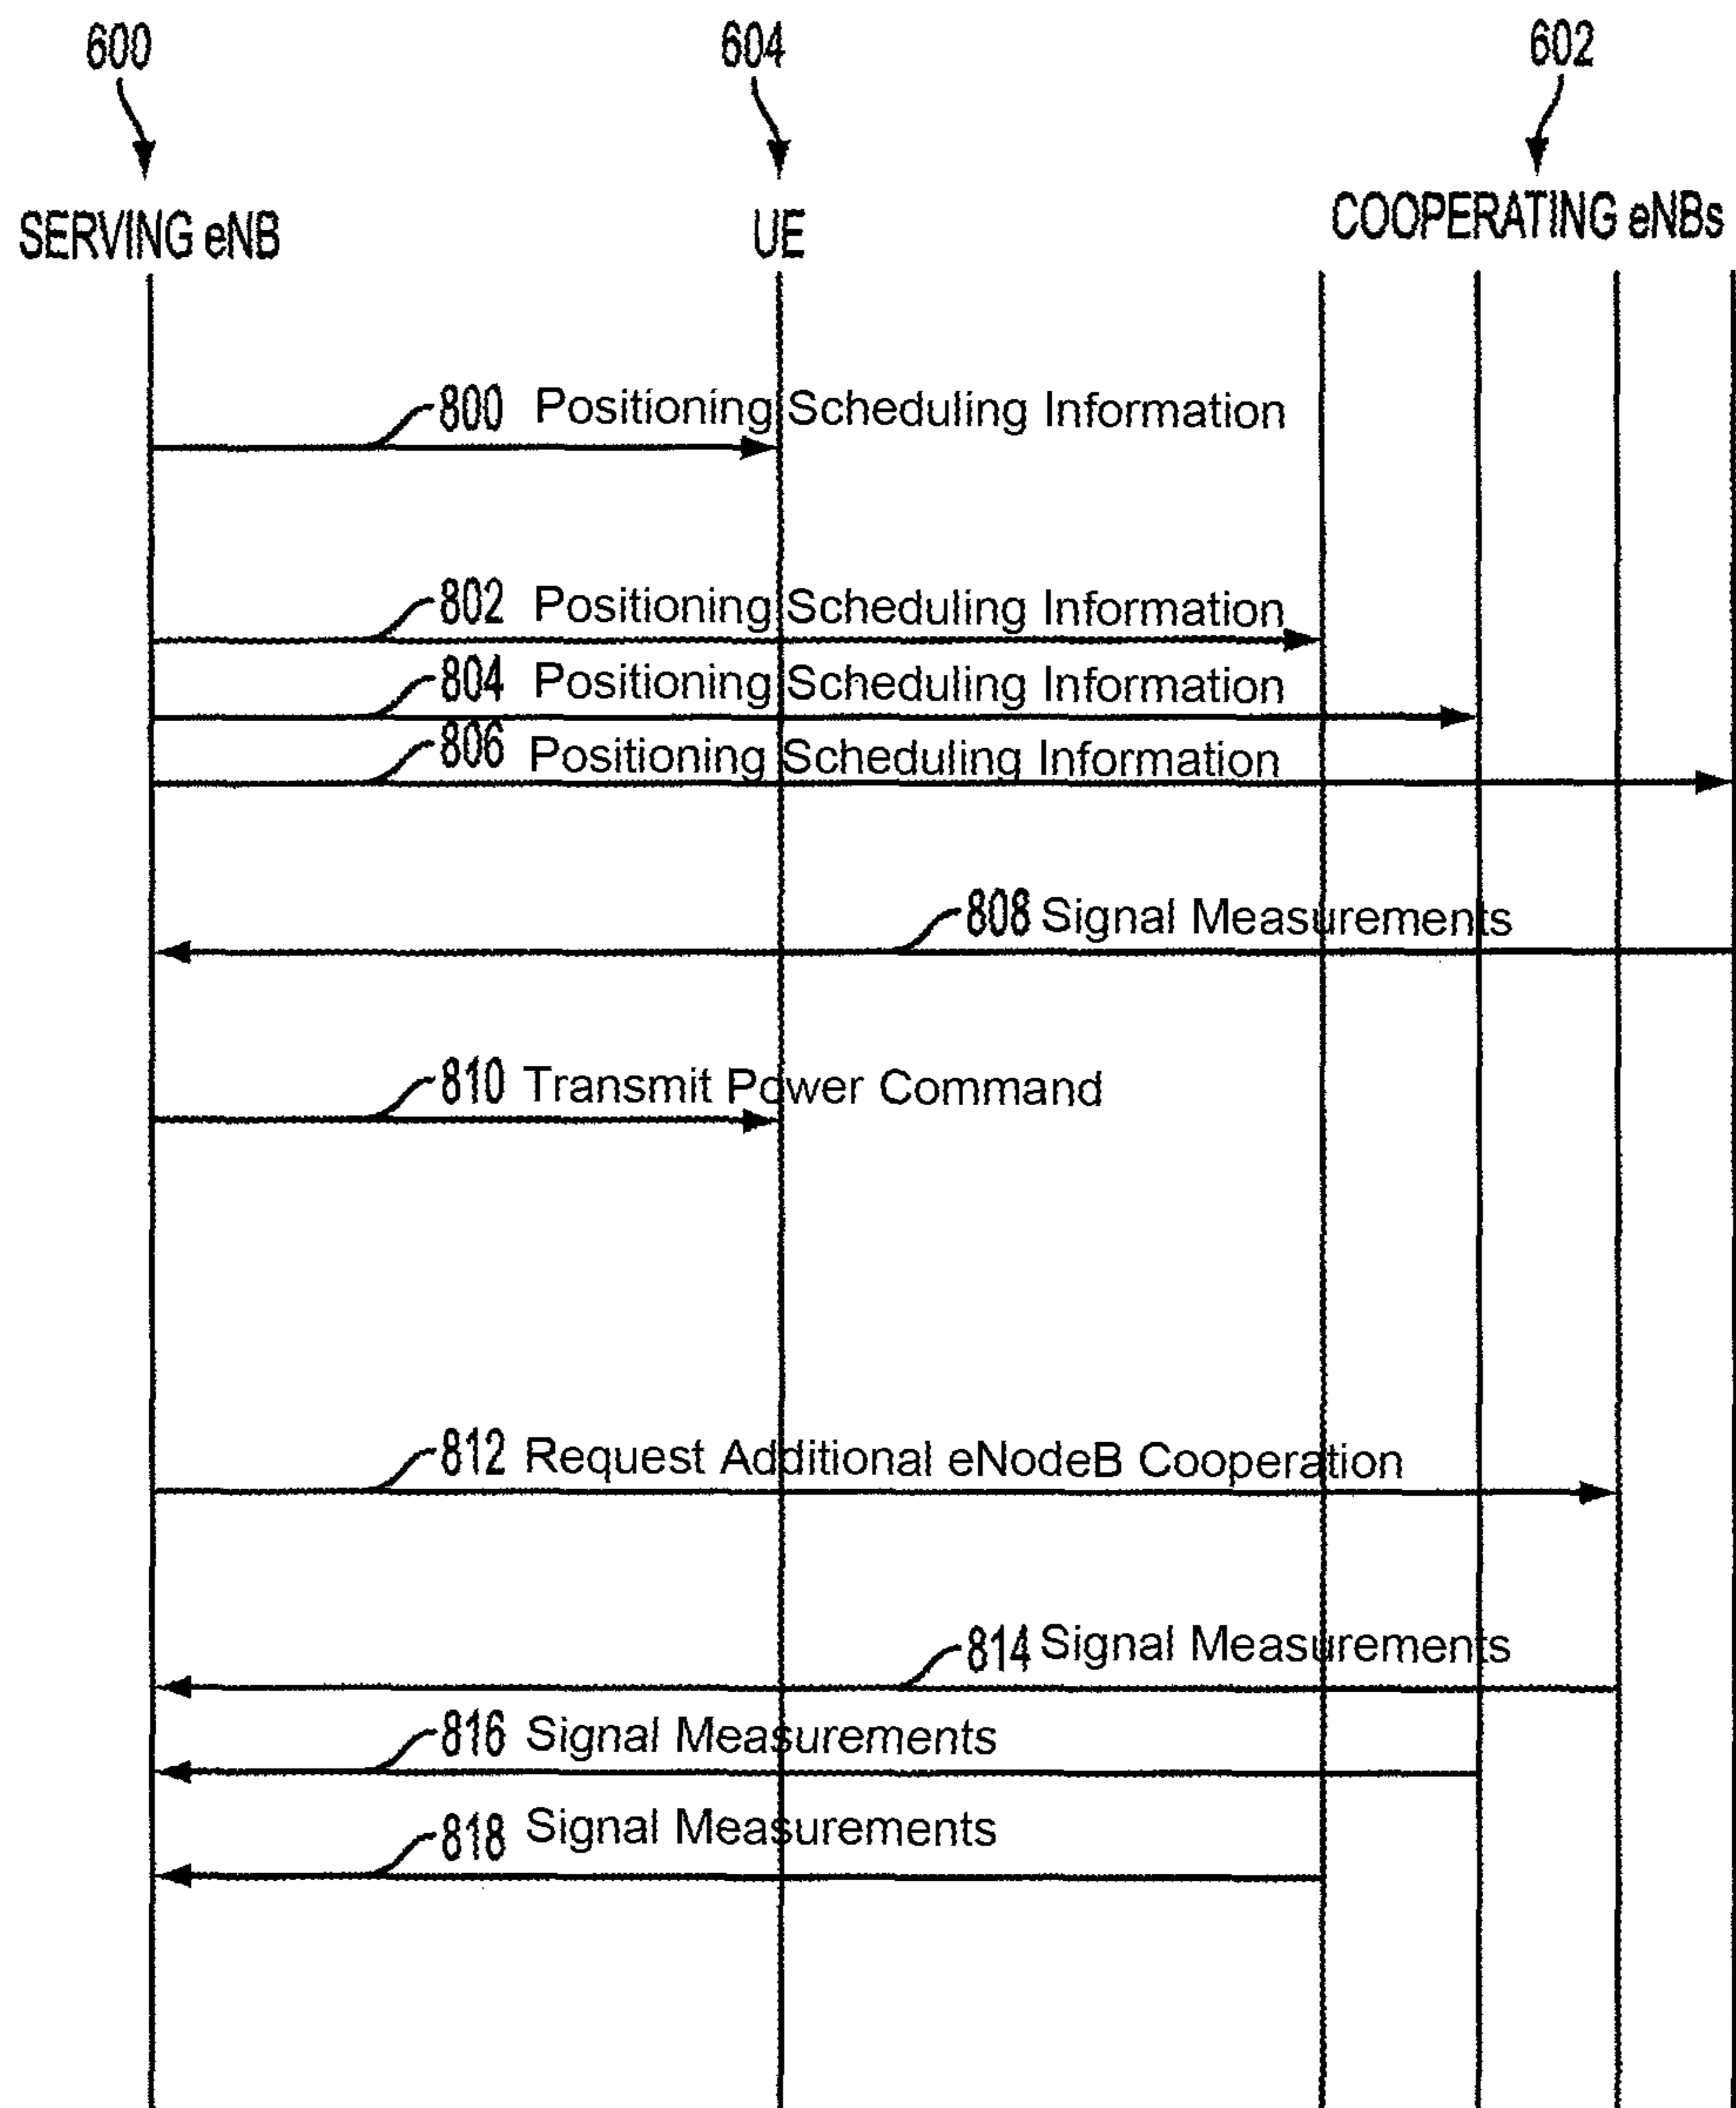 600 604 602
SERVING eNB UE COOPERATING eNBs
800 Positioning Scheduling Information
802 Positioning Scheduling Information
804 Positioning Scheduling Information
806 Positioning Scheduling Information
808 Signal Measurements
810 Transmit Power Command
812 Request Additional eNodeB Cooperation
814 Signal Measurements
816 Signal Measurements
818 Signal Measurements